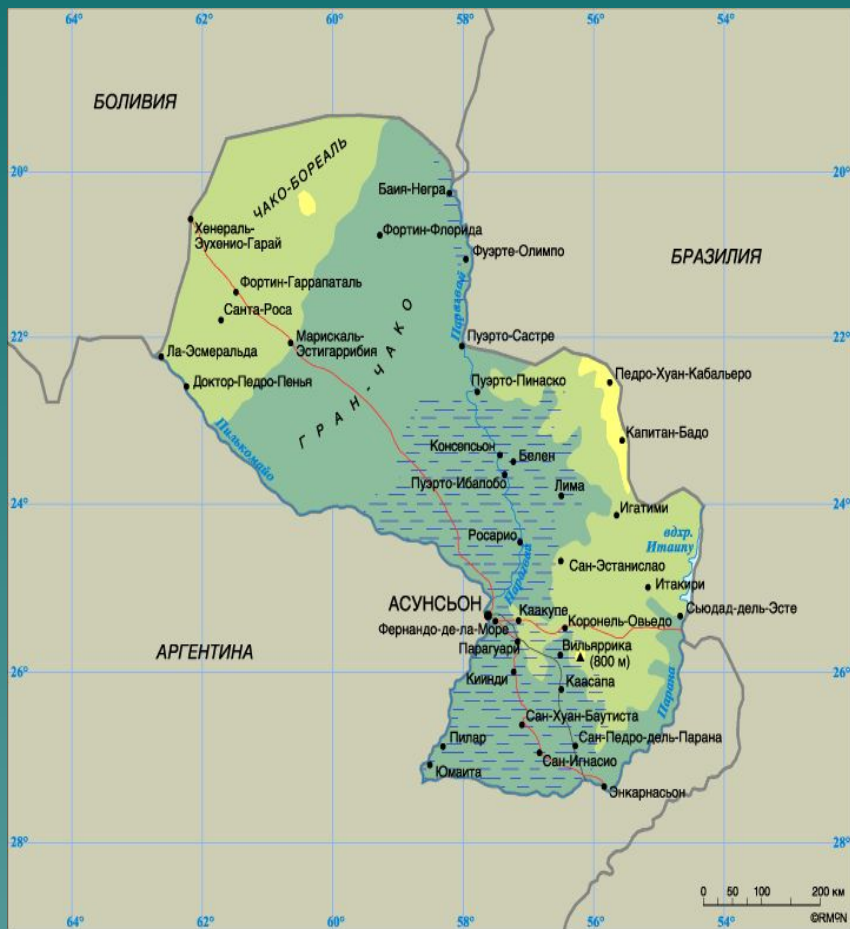 64° 62° 60° 58° 56° 54°
БОЛИВИЯ
ЧАКО-БОРЕАЛЬ
20° 20°
Баия-Негра
Хенераль-
Эухенио-Гарай
Фортин-Флорида
Фуэрте-Олимпо
БРАЗИЛИЯ
Фортин-Гаррапаталь
Санта-Роса
Парагвай
ГРАН-ЧАКО
22° 22°
Пуэрто-Састре
Марискаль-
Эстигаррибия
Ла-Эсмеральда
Доктор-Педро-Пенья
Пуэрто-Пинаско
Педро-Хуан-Кабальеро
Пилькомайо
Капитан-Бадо
Консепсьон
Белен
Пуэрто-Ибапобо
Лима
24° 24°
Игатими
вдхр.
Итаипу
Росарио
Парагвай
Сан-Эстанислао
Итакири
АСУНСЬОН
Каакупе
Сьюдад-дель-Эсте
Фернандо-де-ла-Море
Коронель-Овьедо
Парагуари
Вильяррика
(800 м)
АРГЕНТИНА
26° 26°
Киинди
Каасапа
Парана
Сан-Хуан-Баутиста
Пилар
Сан-Педро-дель-Парана
Сан-Игнасио
Юмаита
Энкарнасьон
28° 28°
0 50 100 200 км
©RMcN
64° 62° 60° 58° 56° 54°